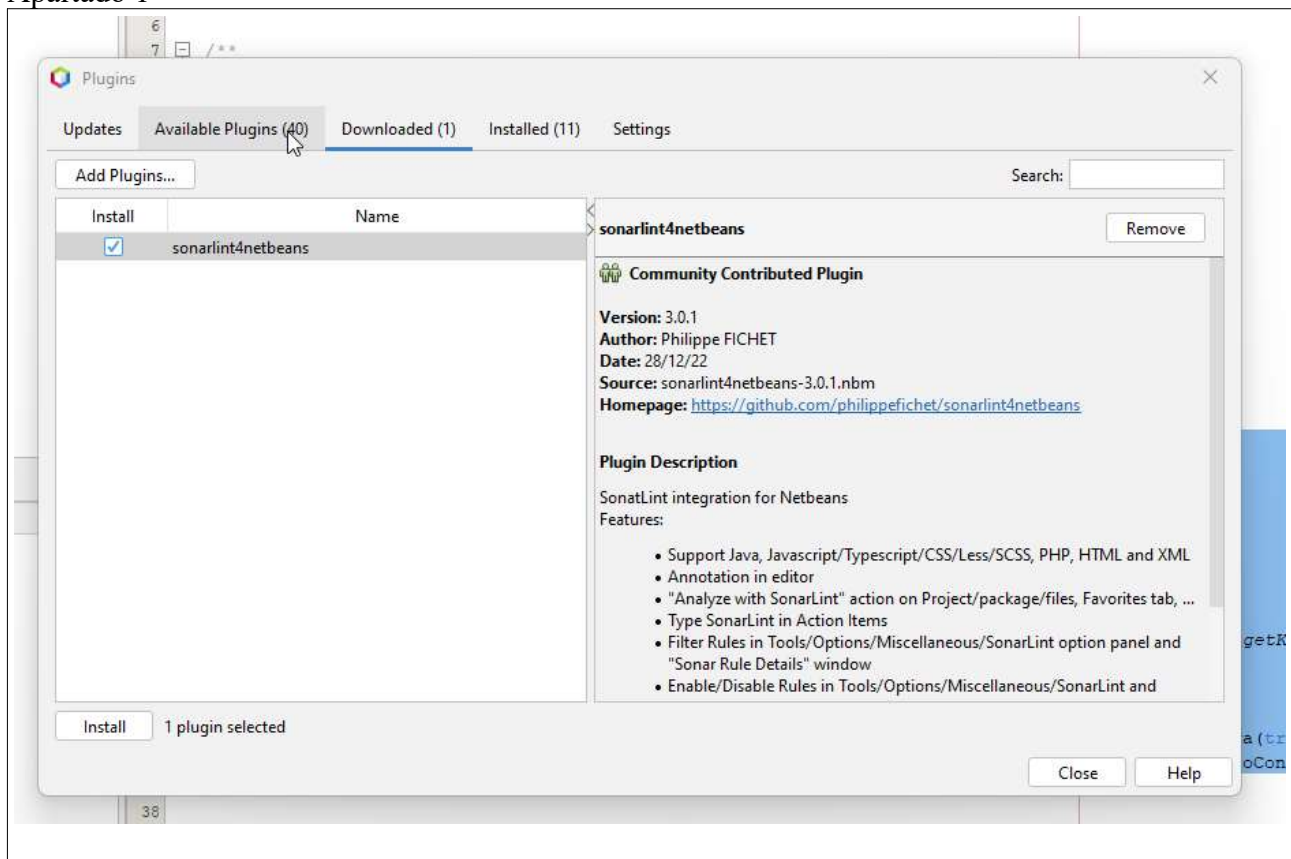 Apartado 1
6
7 /**
Plugins
Updates Available Plugins (40) Downloaded (1) Installed (11) Settings
Add Plugins... Search:
Install Name
sonarlint4netbeans
sonarlint4netbeans Remove
Community Contributed Plugin
Version: 3.0.1
Author: Philippe FICHET
Date: 28/12/22
Source: sonarlint4netbeans-3.0.1.nbm
Homepage: https://github.com/philippefichet/sonarlint4netbeans
Plugin Description
SonatLint integration for Netbeans
Features:
• Support Java, Javascript/Typescript/CSS/Less/SCSS, PHP, HTML and XML
• Annotation in editor
• "Analyze with SonarLint" action on Project/package/files, Favorites tab, ...
• Type SonarLint in Action Items
• Filter Rules in Tools/Options/Miscellaneous/SonarLint option panel and
"Sonar Rule Details" window
• Enable/Disable Rules in Tools/Options/Miscellaneous/SonarLint and
getK
Install 1 plugin selected
a(tr
oCon
Close Help
38